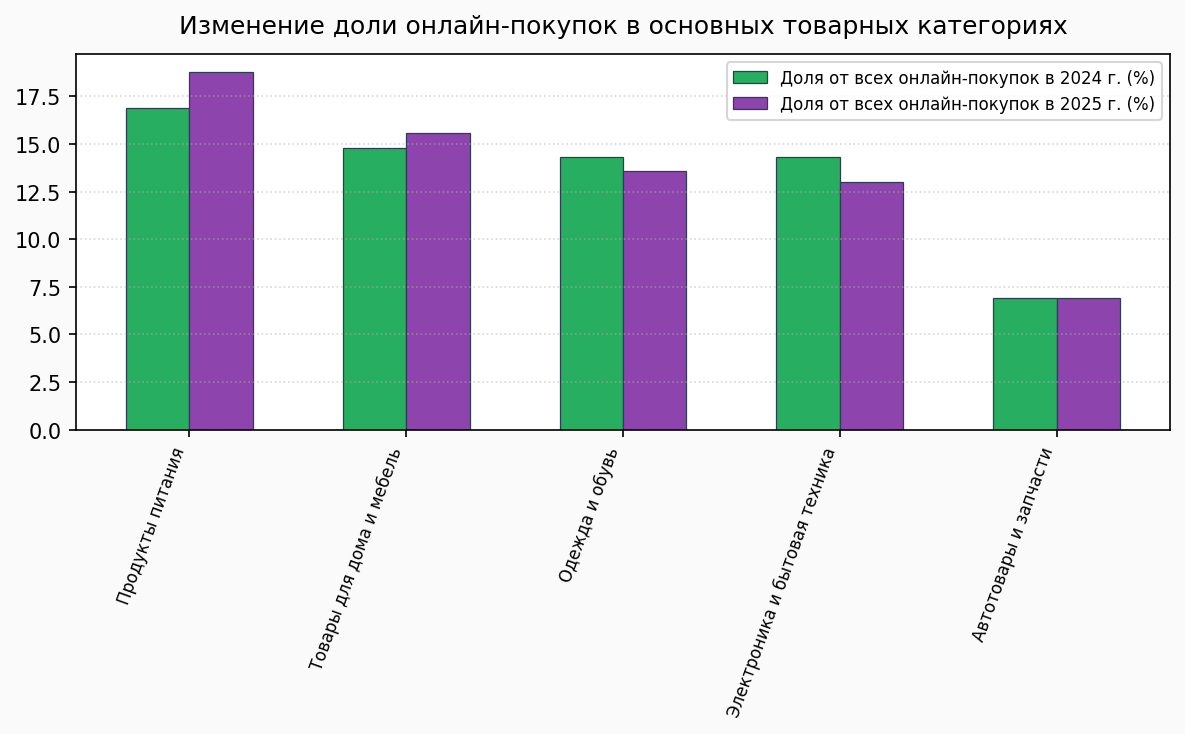 Изменение доли онлайн-покупок в основных товарных категориях
Доля от всех онлайн-покупок в 2024 г. (%)
Доля от всех онлайн-покупок в 2025 г. (%)
17.5
15.0
12.5
10.0
7.5
5.0
2.5
0.0
Продукты питания
Товары для дома и мебель
Одежда и обувь
Электроника и бытовая техника
Автотовары и запчасти